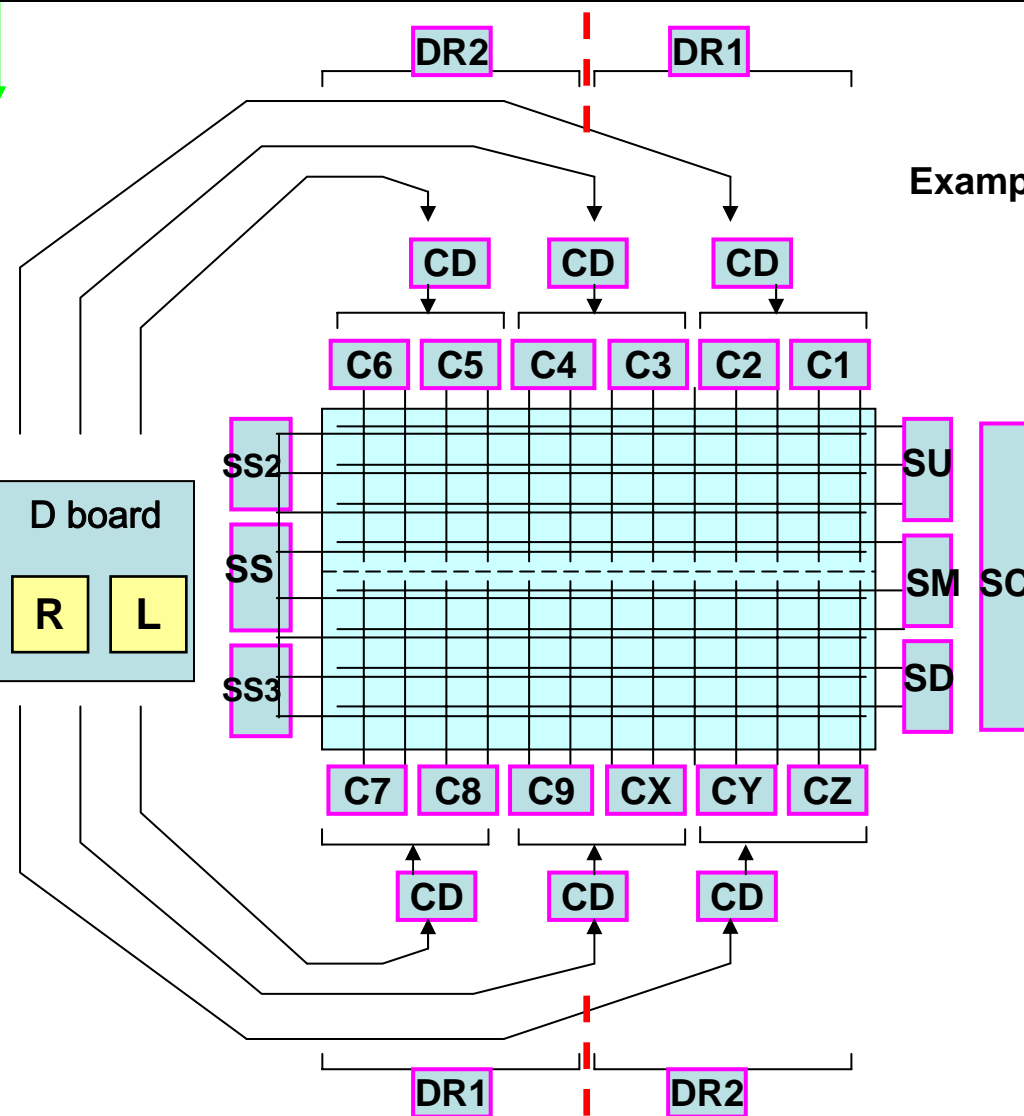 DR2 DR1
Examp
CD CD CD
C6 C5 C4 C3 C2 C1
SS2 SU
D board
SS SM SC
R L
SS3 SD
C7 C8 C9 CX CY CZ
CD CD CD
DR1 DR2